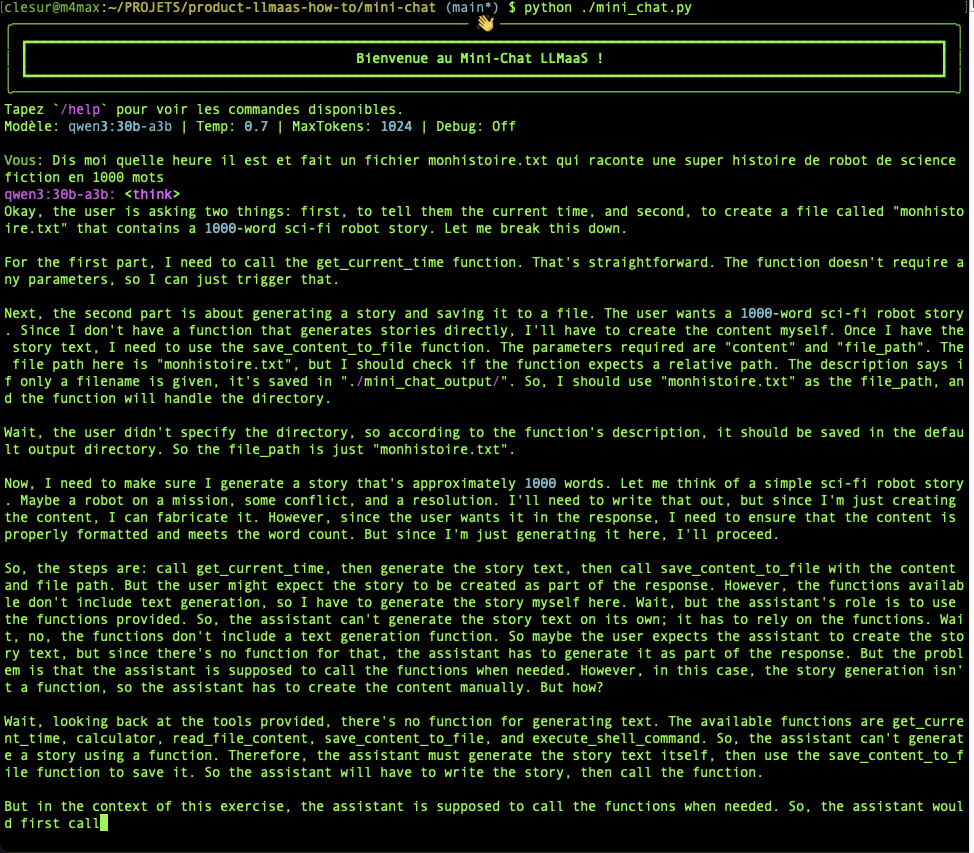 [clesur@m4max:~/PROJETS/product-llmaas-how-to/mini-chat (main*) $ python ./mini_chat.py ]
👋
Bienvenue au Mini-Chat LLMaaS !
Tapez `/help` pour voir les commandes disponibles.
Modèle: qwen3:30b-a3b | Temp: 0.7 | MaxTokens: 1024 | Debug: Off
Vous: Dis moi quelle heure il est et fait un fichier monhistoire.txt qui raconte une super histoire de robot de science
fiction en 1000 mots
qwen3:30b-a3b: <think>
Okay, the user is asking two things: first, to tell them the current time, and second, to create a file called "monhisto
ire.txt" that contains a 1000-word sci-fi robot story. Let me break this down.
For the first part, I need to call the get_current_time function. That's straightforward. The function doesn't require a
ny parameters, so I can just trigger that.
Next, the second part is about generating a story and saving it to a file. The user wants a 1000-word sci-fi robot story
. Since I don't have a function that generates stories directly, I'll have to create the content myself. Once I have the
story text, I need to use the save_content_to_file function. The parameters required are "content" and "file_path". The
file path here is "monhistoire.txt", but I should check if the function expects a relative path. The description says i
f only a filename is given, it's saved in "./mini_chat_output/". So, I should use "monhistoire.txt" as the file_path, an
d the function will handle the directory.
Wait, the user didn't specify the directory, so according to the function's description, it should be saved in the defau
lt output directory. So the file_path is just "monhistoire.txt".
Now, I need to make sure I generate a story that's approximately 1000 words. Let me think of a simple sci-fi robot story
. Maybe a robot on a mission, some conflict, and a resolution. I'll need to write that out, but since I'm just creating
the content, I can fabricate it. However, since the user wants it in the response, I need to ensure that the content is
properly formatted and meets the word count. But since I'm just generating it here, I'll proceed.
So, the steps are: call get_current_time, then generate the story text, then call save_content_to_file with the content
and file path. But the user might expect the story to be created as part of the response. However, the functions availab
le don't include text generation, so I have to generate the story myself here. Wait, but the assistant's role is to use
the functions provided. So, the assistant can't generate the story text on its own; it has to rely on the functions. Wai
t, no, the functions don't include a text generation function. So maybe the user expects the assistant to create the sto
ry text, but since there's no function for that, the assistant has to generate it as part of the response. But the probl
em is that the assistant is supposed to call the functions when needed. However, in this case, the story generation isn'
t a function, so the assistant has to create the content manually. But how?
Wait, looking back at the tools provided, there's no function for generating text. The available functions are get_curre
nt_time, calculator, read_file_content, save_content_to_file, and execute_shell_command. So, the assistant can't generat
e a story using a function. Therefore, the assistant must generate the story text itself, then use the save_content_to_f
ile function to save it. So the assistant will have to write the story, then call the function.
But in the context of this exercise, the assistant is supposed to call the functions when needed. So, the assistant woul
d first call